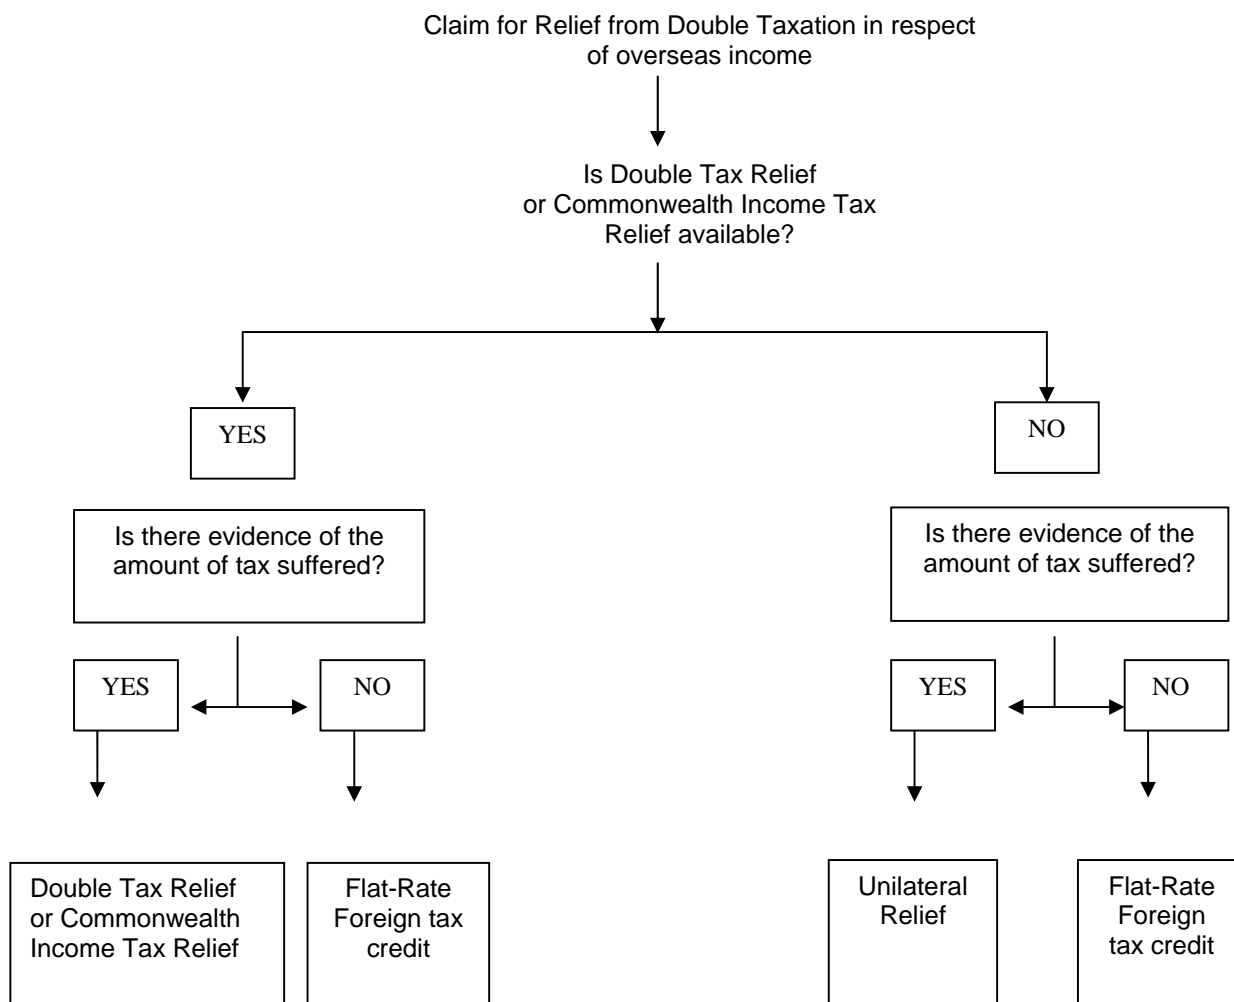 Claim for Relief from Double Taxation in respect
of overseas income
Is Double Tax Relief
or Commonwealth Income Tax
Relief available?
YES
NO
Is there evidence of the
amount of tax suffered?
Is there evidence of the
amount of tax suffered?
YES
NO
YES
NO
Double Tax Relief
or Commonwealth
Income Tax Relief
Flat-Rate
Foreign tax
credit
Unilateral
Relief
Flat-Rate
Foreign
tax credit